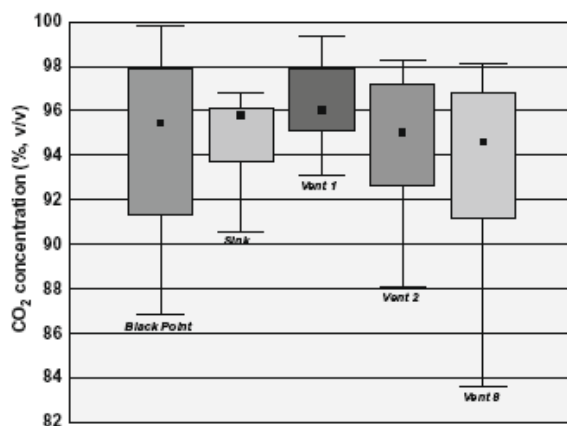 CO2 concentration (%, v/v)
100
98
96
94
92
90
88
86
84
82
Black Point
Sink
Vent 1
Vent 2
Vent 8